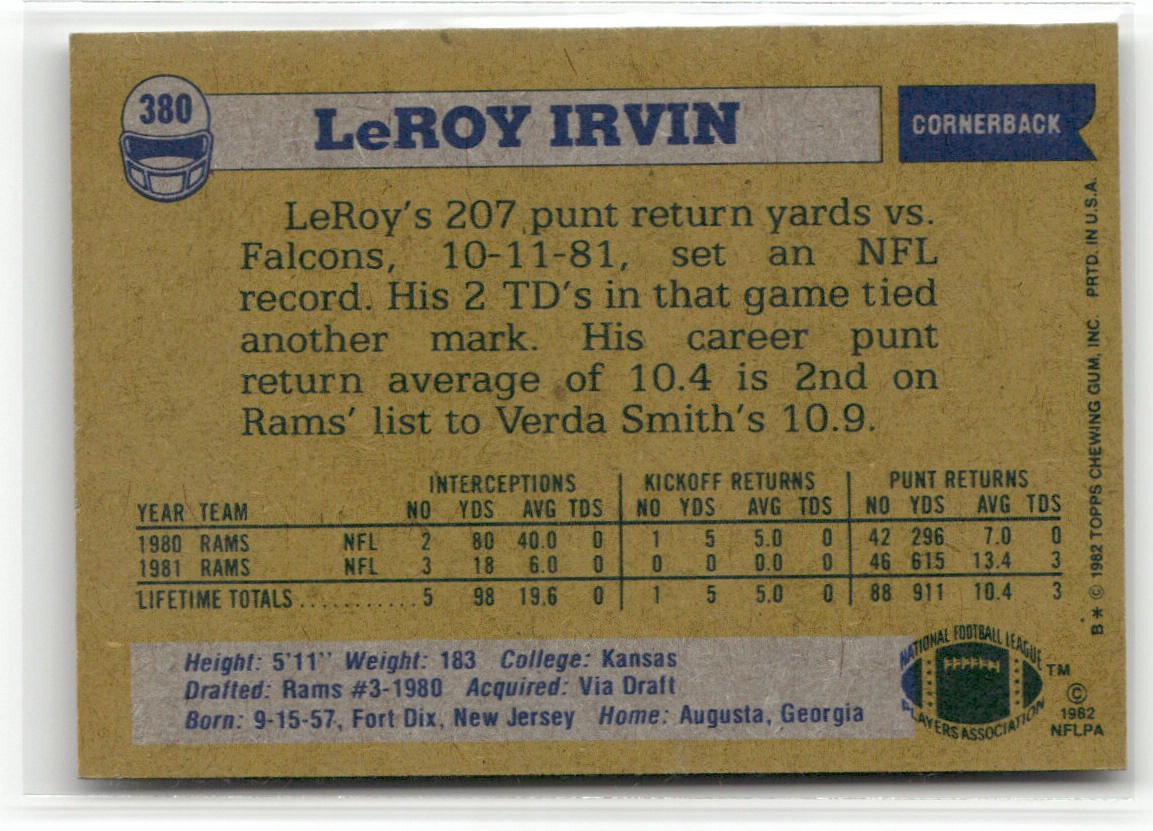 380
LeROY IRVIN
CORNERBACK
LeRoy's 207 punt return yards vs.
Falcons, 10-11-81, set an NFL
record. His 2 TD's in that game tied
another mark. His career punt
return average of 10.4 is 2nd on
Rams' list to Verda Smith's 10.9.
INTERCEPTIONS KICKOFF RETURNS PUNT RETURNS
YEAR TEAM NO YDS AVG TDS NO YDS AVG TDS NO YDS AVG TDS
1980 RAMS NFL 2 80 40.0 0 1 5 5.0 0 42 296 7.0 0
1981 RAMS NFL 3 18 6.0 0 0 0 0.0 0 46 615 13.4 3
LIFETIME TOTALS............5 98 19.6 0 1 5 5.0 0 88 911 10.4 3
Height: 5'11" Weight: 183 College: Kansas
Drafted: Rams #3-1980 Acquired: Via Draft
Born: 9-15-57, Fort Dix, New Jersey Home: Augusta, Georgia
NATIONAL FOOTBALL LEAGUE
PLAYERS ASSOCIATION
TM
©
1982
NFLPA
B* © 1982 TOPPS CHEWING GUM, INC. PRTD. IN U.S.A.